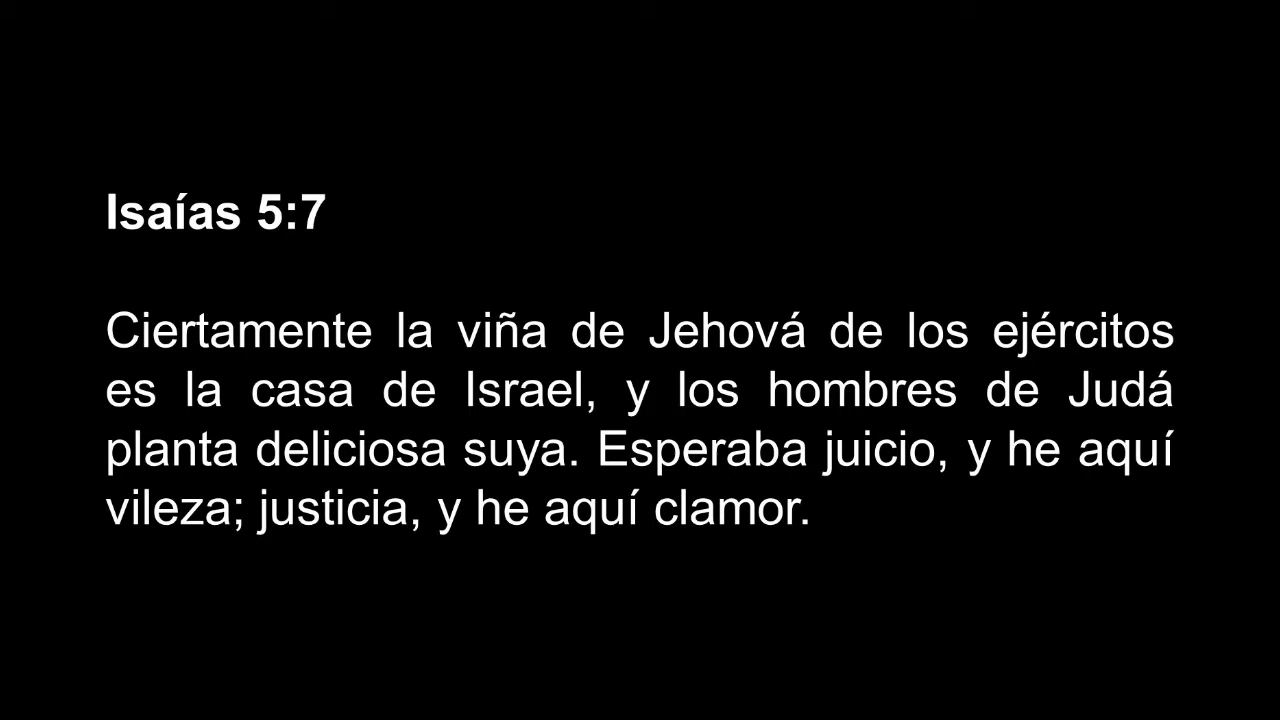 Isaías 5:7
Ciertamente la viña de Jehová de los ejércitos
es la casa de Israel, y los hombres de Judá
planta deliciosa suya. Esperaba juicio, y he aquí
vileza; justicia, y he aquí clamor.